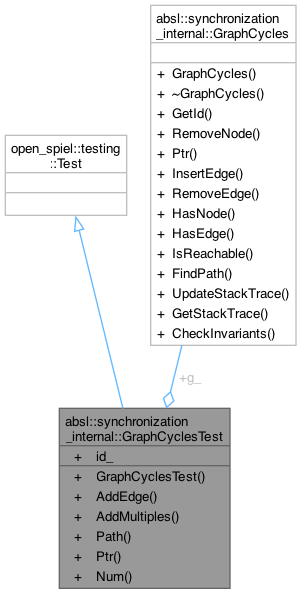 absl::synchronization
_internal::GraphCycles
+ GraphCycles()
+ ~GraphCycles()
+ GetId()
+ RemoveNode()
+ Ptr()
+ InsertEdge()
+ RemoveEdge()
+ HasNode()
+ HasEdge()
+ IsReachable()
+ FindPath()
+ UpdateStackTrace()
+ GetStackTrace()
+ CheckInvariants()
open_spiel::testing
::Test
+g_
absl::synchronization
_internal::GraphCyclesTest
+ id_
+ GraphCyclesTest()
+ AddEdge()
+ AddMultiples()
+ Path()
+ Ptr()
+ Num()